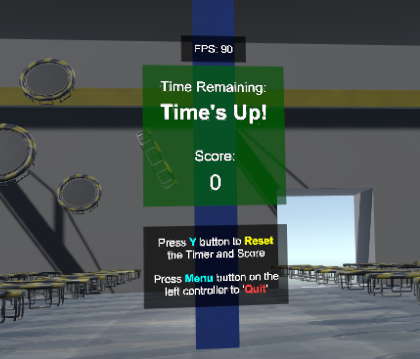 FPS: 90
Time Remaining:
Time's Up!
Score:
0
Press Y button to Reset
the Timer and Score
Press Menu button on the
left controller to 'Quit'